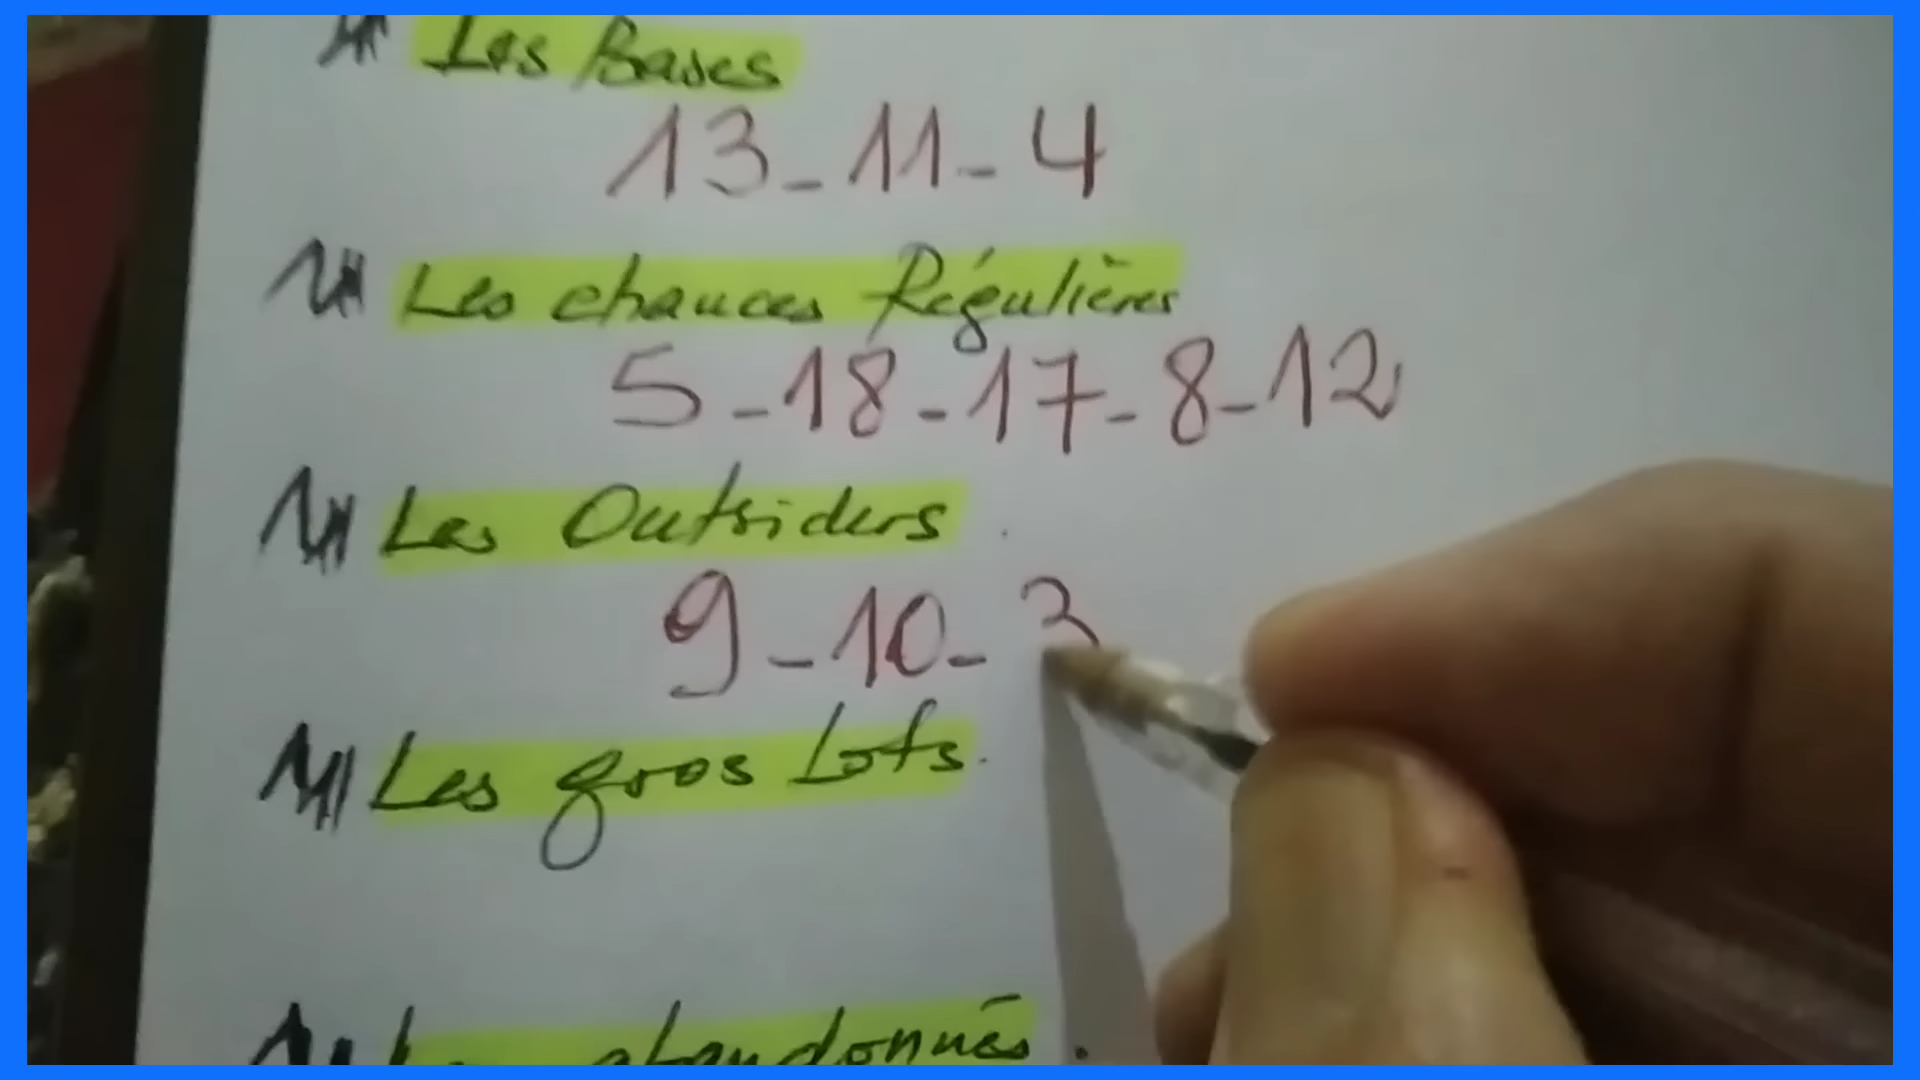 Les Bases
13-11-4
Les chances Régulières
5-18-17-8-12
Les Outsiders
9-10-3
Les gros Lots.
abandonnés.